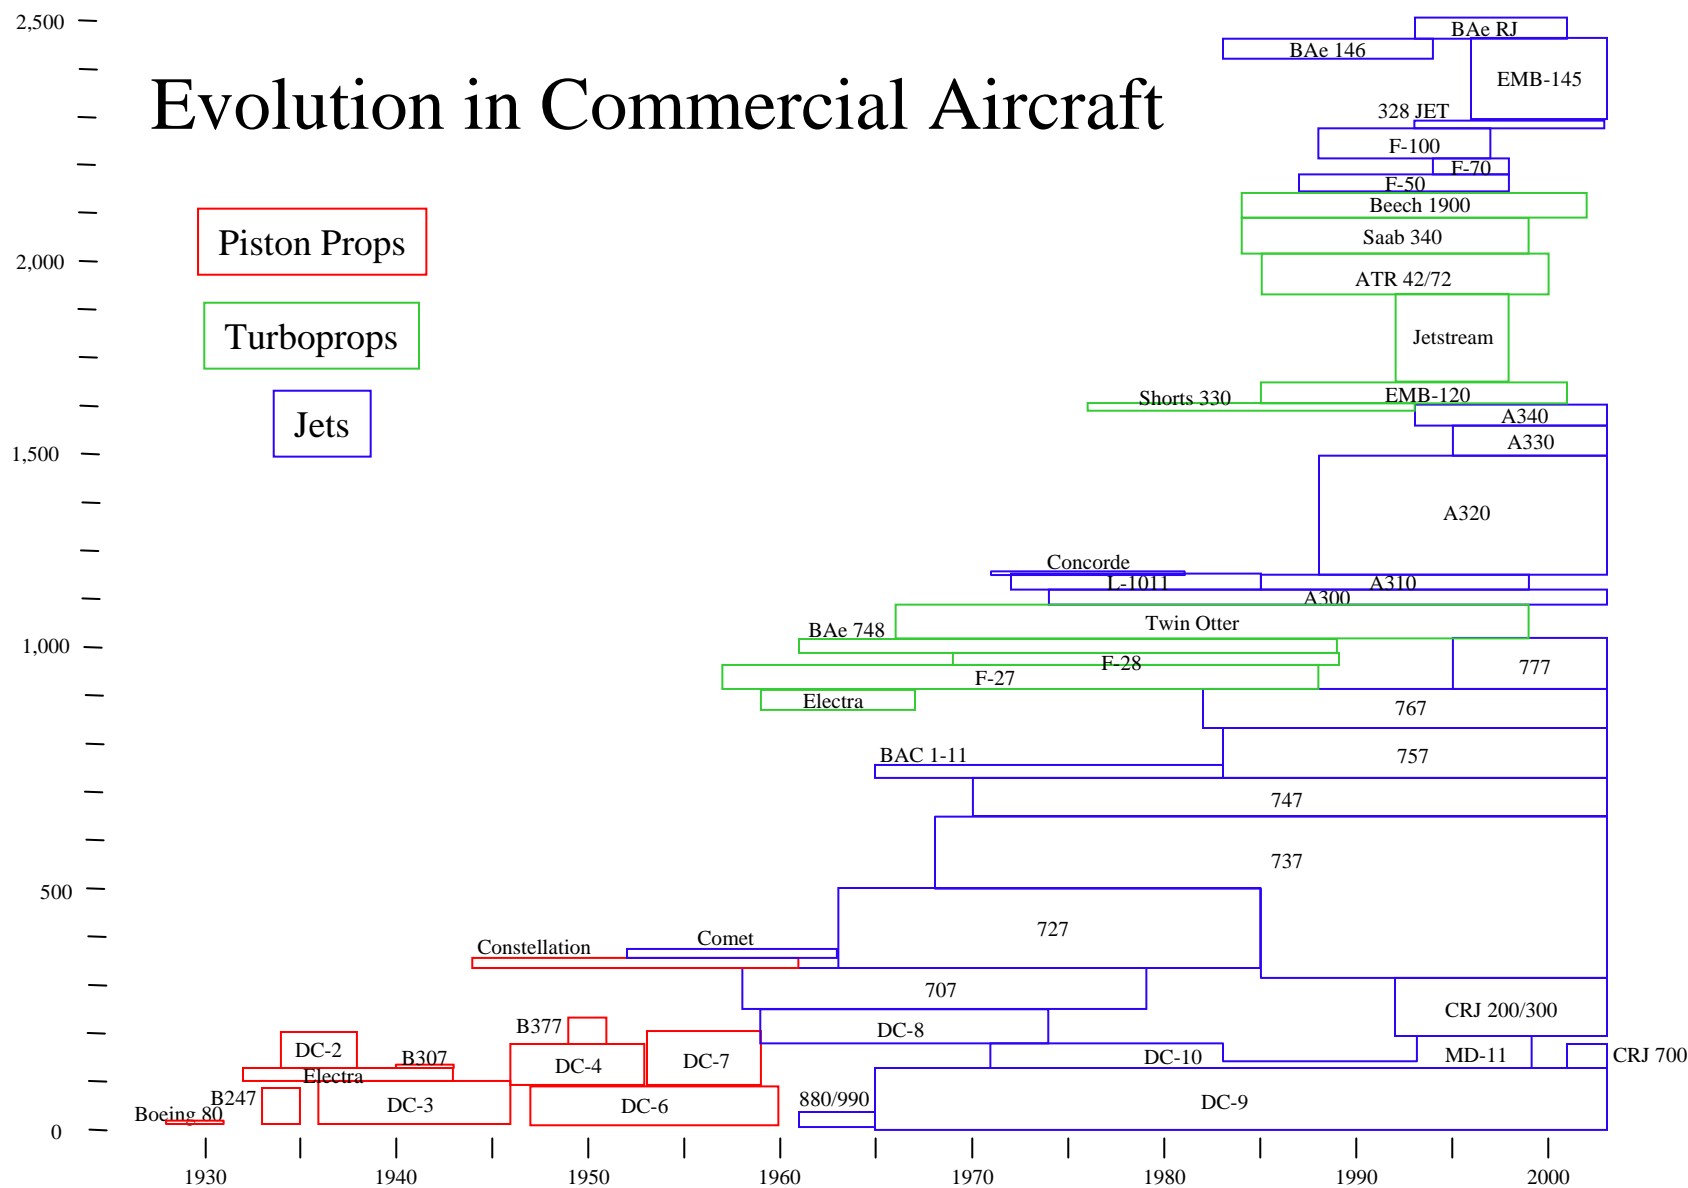 2,500
BAe RJ
BAe 146
Evolution in Commercial Aircraft
EMB-145
328 JET
F-100
F-70
F-50
Beech 1900
Piston Props
Saab 340
2,000
ATR 42/72
Turboprops
Jetstream
EMB-120
Shorts 330
A340
Jets
A330
1,500
A320
Concorde
L-1011
A310
A300
Twin Otter
BAe 748
1,000
F-28
777
F-27
Electra
767
BAC 1-11
757
747
737
500
727
Comet
Constellation
707
CRJ 200/300
B377
DC-8
DC-2
B307
DC-4
DC-7
DC-10
MD-11
CRJ 700
Electra
B247
DC-3
DC-6
880/990
DC-9
Boeing 80
0
1930
1940
1950
1960
1970
1980
1990
2000